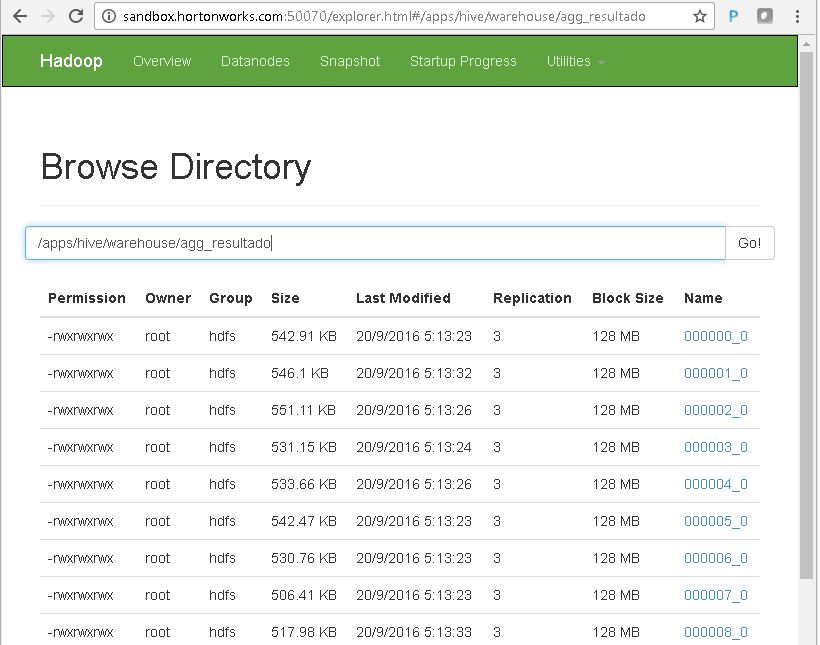 sandbox.hortonworks.com:50070/explorer.html#/apps/hive/warehouse/agg_resultado
P
Hadoop Overview Datanodes Snapshot Startup Progress Utilities
Browse Directory
/apps/hive/warehouse/agg_resultado Go!
Permission Owner Group Size Last Modified Replication Block Size Name
-rwxrwxrwx root hdfs 542.91 KB 20/9/2016 5:13:23 3 128 MB 000000_0
-rwxrwxrwx root hdfs 546.1 KB 20/9/2016 5:13:32 3 128 MB 000001_0
-rwxrwxrwx root hdfs 551.11 KB 20/9/2016 5:13:26 3 128 MB 000002_0
-rwxrwxrwx root hdfs 531.15 KB 20/9/2016 5:13:24 3 128 MB 000003_0
-rwxrwxrwx root hdfs 533.66 KB 20/9/2016 5:13:26 3 128 MB 000004_0
-rwxrwxrwx root hdfs 542.47 KB 20/9/2016 5:13:23 3 128 MB 000005_0
-rwxrwxrwx root hdfs 530.76 KB 20/9/2016 5:13:23 3 128 MB 000006_0
-rwxrwxrwx root hdfs 506.41 KB 20/9/2016 5:13:23 3 128 MB 000007_0
-rwxrwxrwx root hdfs 517.98 KB 20/9/2016 5:13:33 3 128 MB 000008_0